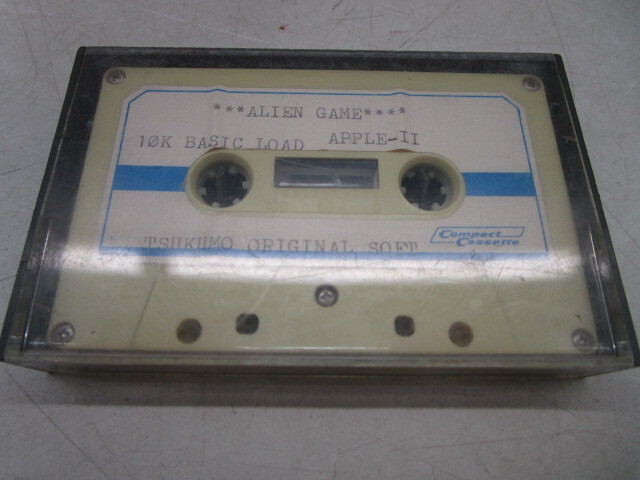 ***ALIEN GAME****
10K BASIC LOAD APPLE-II
TSUKUMO ORIGINAL SOFT
Compact
Cassette